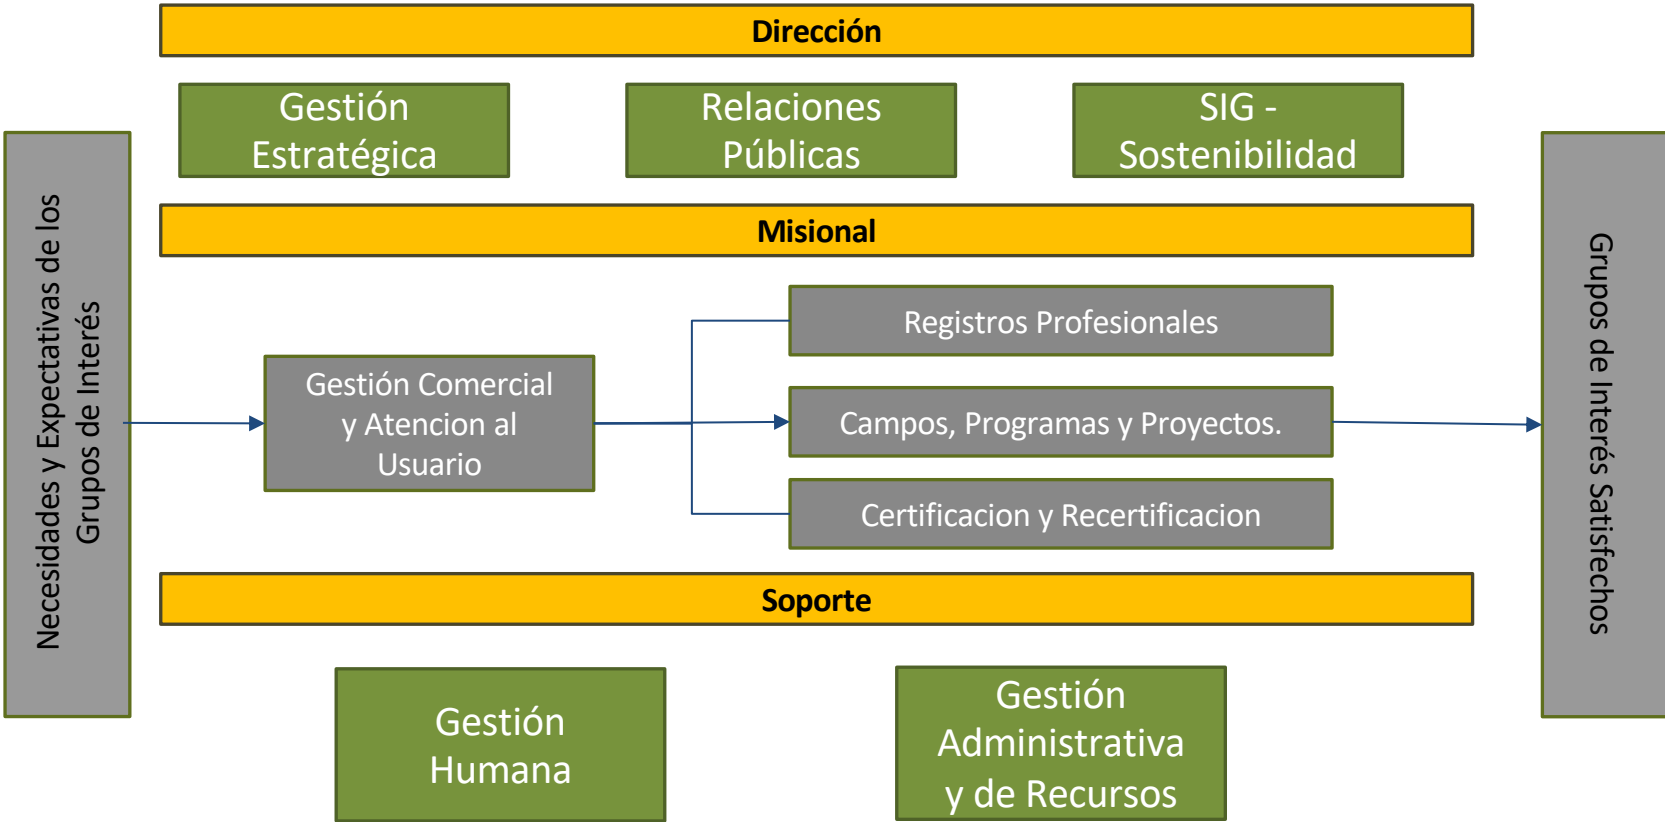 Dirección
Gestión
Estratégica
Relaciones
Públicas
SIG -
Sostenibilidad
Necesidades y Expectativas de los
Grupos de Interés
Misional
Registros Profesionales
Gestión Comercial
y Atencion al
Usuario
Campos, Programas y Proyectos.
Certificacion y Recertificacion
Grupos de Interés Satisfechos
Soporte
Gestión
Humana
Gestión
Administrativa
y de Recursos